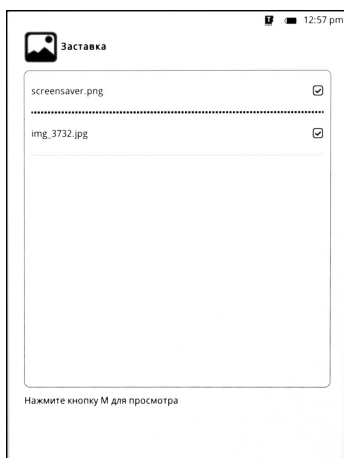 12:57 pm
Заставка
screensaver.png
img_3732.jpg
Нажмите кнопку М для просмотра